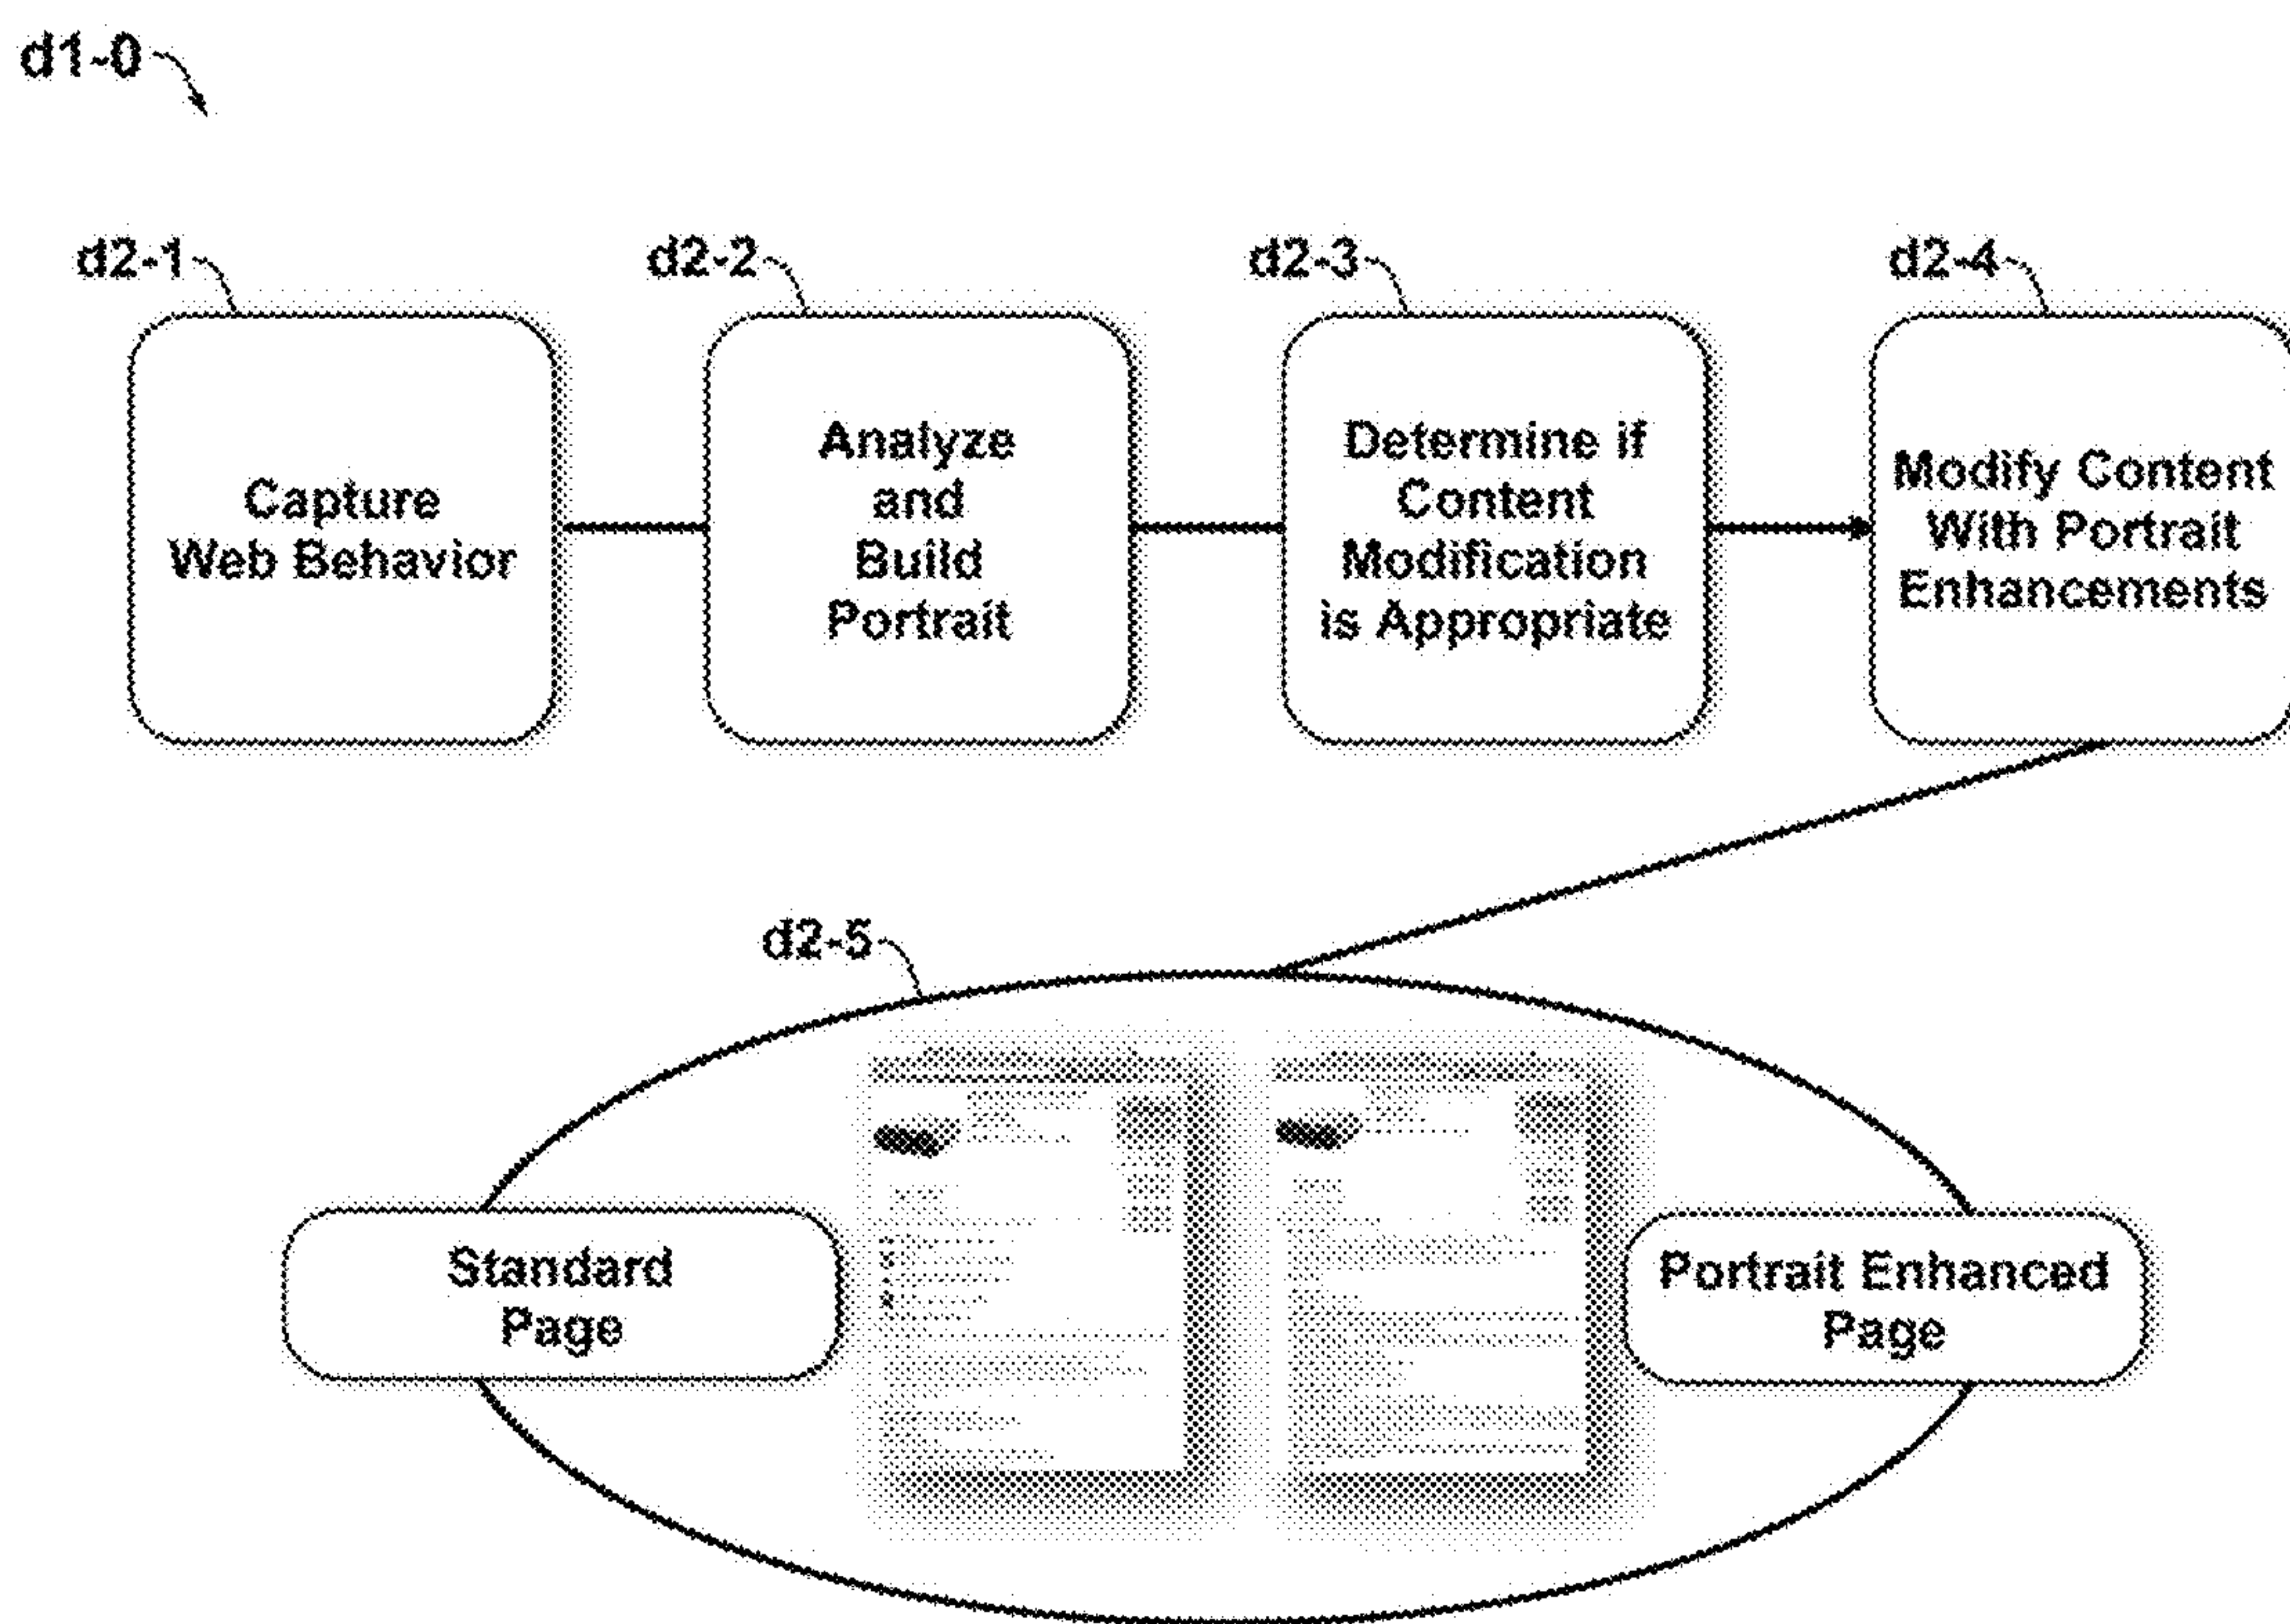 d1-0
d2-1
d2-2
d2-3
d2-4
Capture
Web Behavior
Analyze
and
Build
Portrait
Determine if
Content
Modification
is Appropriate
Modify Content
With Portrait
Enhancements
d2-5
Standard
Page
Portrait Enhanced
Page